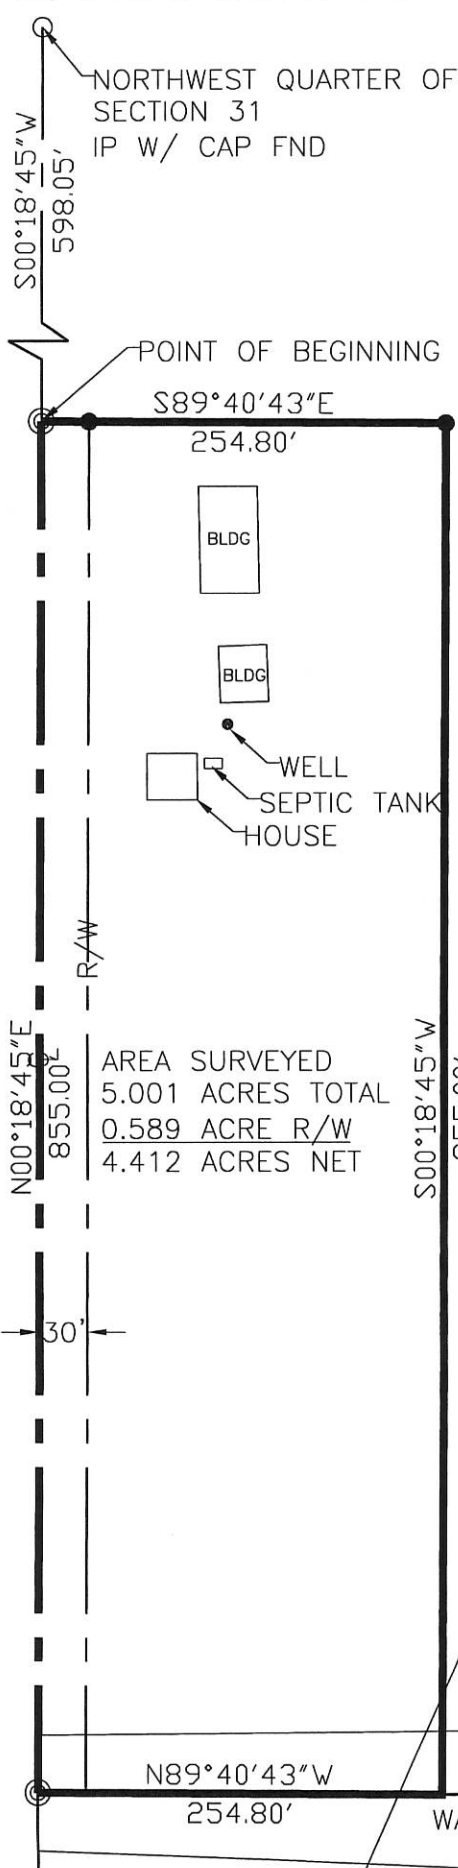 NORTHWEST QUARTER OF
SECTION 31
IP W/ CAP FND
S00°18'45"W
598.05'
POINT OF BEGINNING
S89°40'43"E
254.80'
BLDG
BLDG
WELL
SEPTIC TANK
HOUSE
R/W
N00°18'45"E
855.00'
AREA SURVEYED
5.001 ACRES TOTAL
0.589 ACRE R/W
4.412 ACRES NET
S00°18'45"W
30'
N89°40'43"W
254.80'